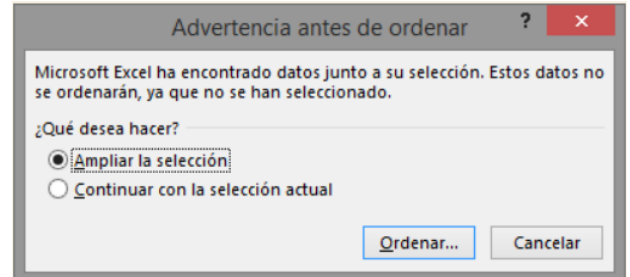 Advertencia antes de ordenar ? ×
Microsoft Excel ha encontrado datos junto a su selección. Estos datos no
se ordenarán, ya que no se han seleccionado.
¿Qué desea hacer?
Ampliar la selección
Continuar con la selección actual
Ordenar... Cancelar